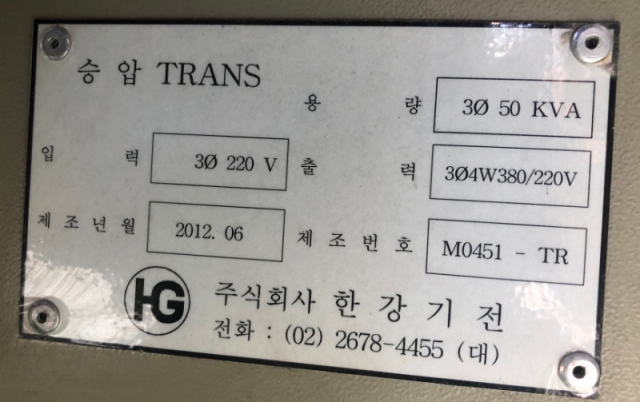 승 압 TRANS
용 량 3Ø 50 KVA
입 력 3Ø 220 V 출 력 3Ø4W380/220V
제 조 년 월 2012. 06 제 조 번 호 M0451 - TR
HG 주식회사 한 강 기 전
전화 : (02) 2678-4455 (대)